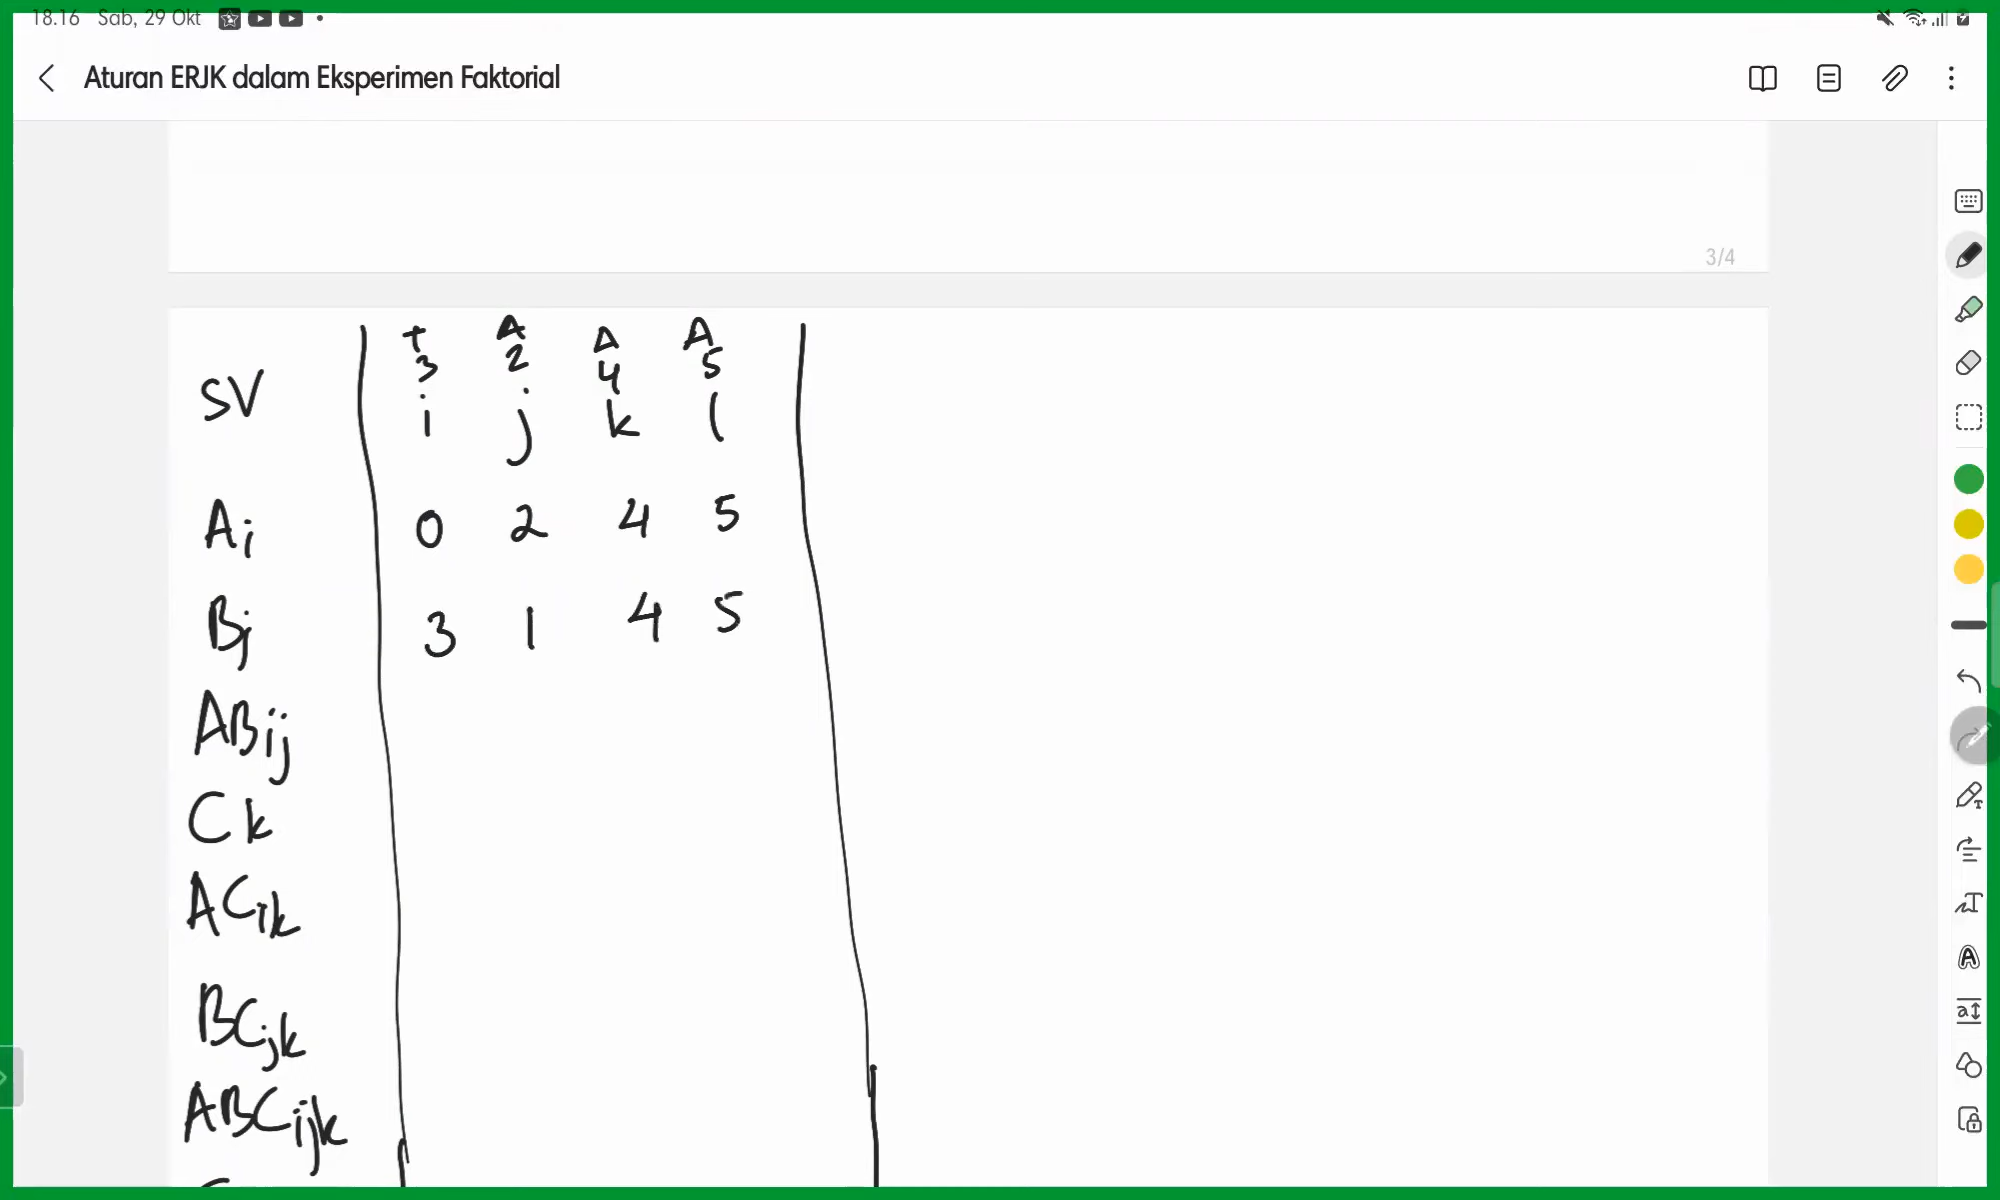 18.16 Sab, 29 Okt
Aturan ERJK dalam Eksperimen Faktorial
3/4
T A A A
3 2 4 5
SV i j k l
Ai 0 2 4 5
Bj 3 1 4 5
ABij
Ck
ACik
BCjk
ABCijk